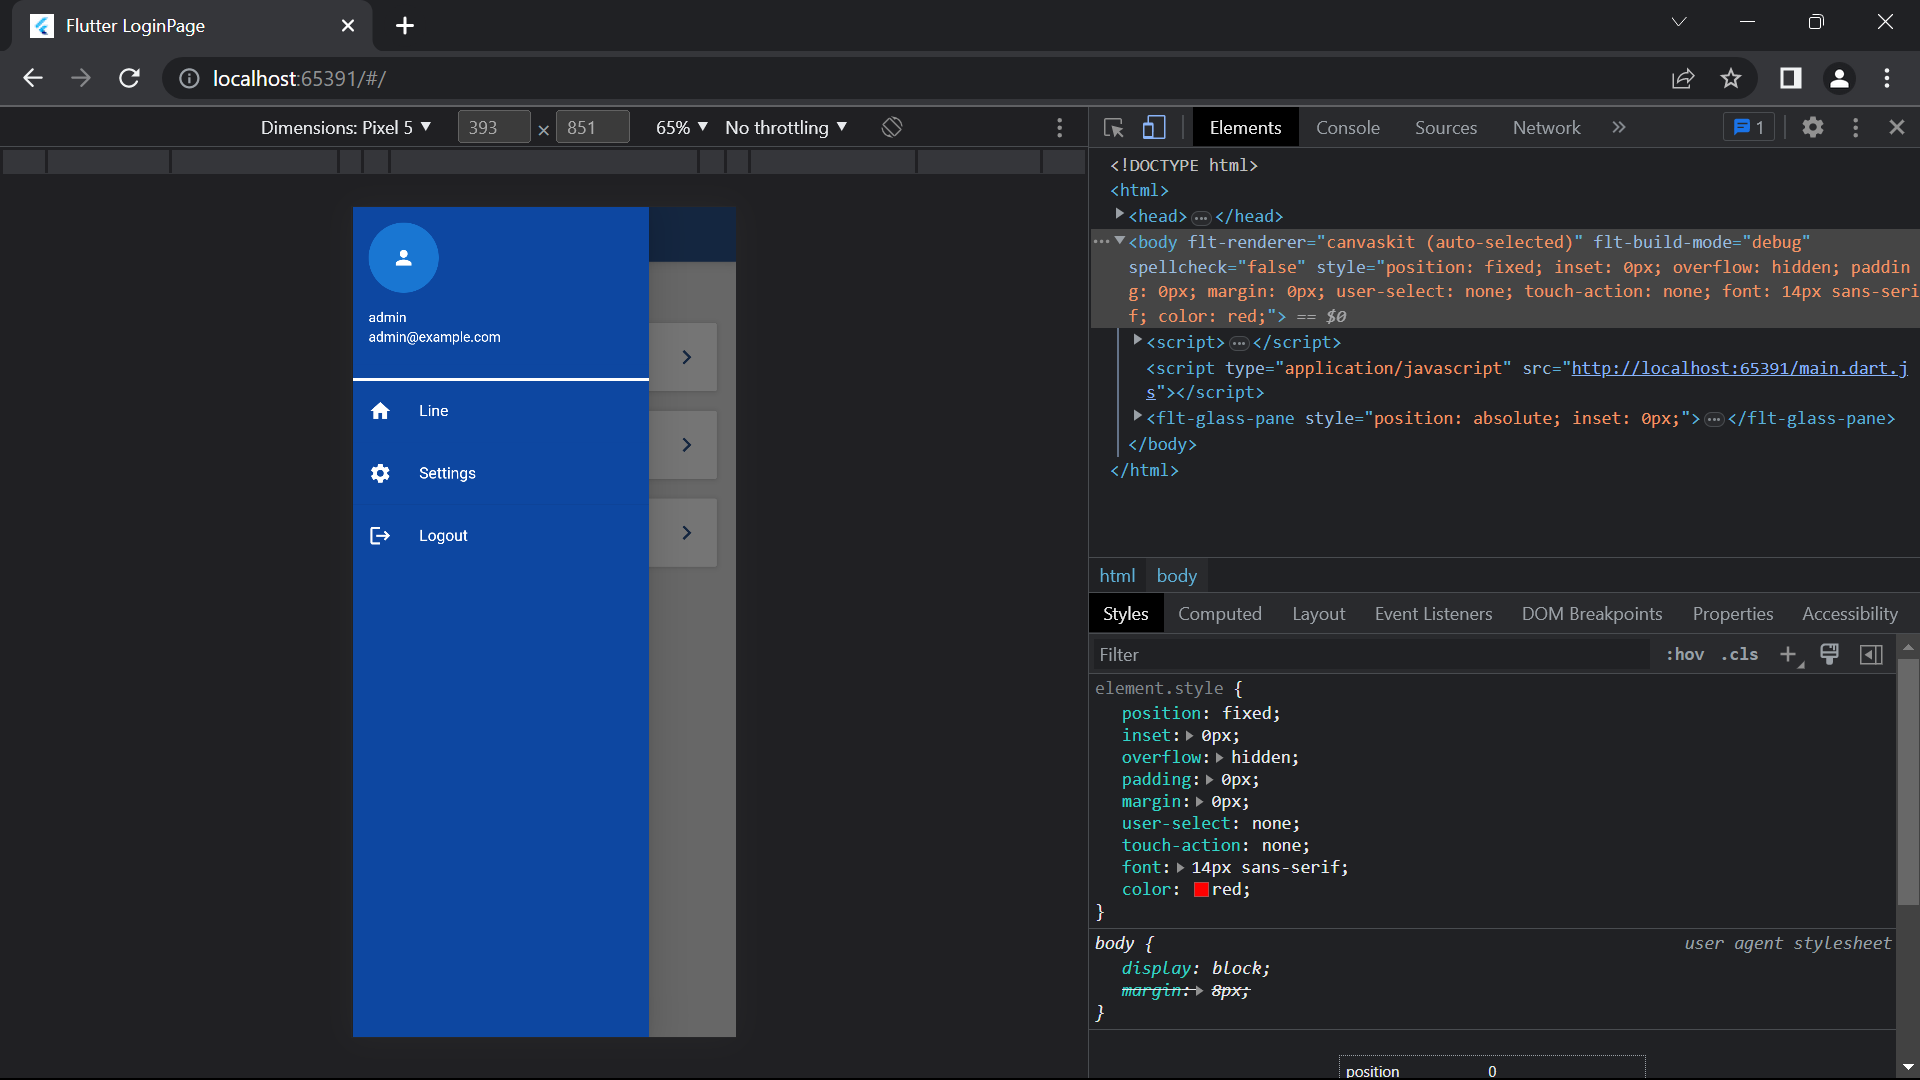 Flutter LoginPage
localhost:65391/#/
Dimensions: Pixel 5 393 × 851 65% No throttling
Elements Console Sources Network 1
admin
admin@example.com
Line
Settings
Logout
<!DOCTYPE html>
<html>
<head>…</head>
…<body flt-renderer="canvaskit (auto-selected)" flt-build-mode="debug"
spellcheck="false" style="position: fixed; inset: 0px; overflow: hidden; paddin
g: 0px; margin: 0px; user-select: none; touch-action: none; font: 14px sans-seri
f; color: red;"> == $0
<script>…</script>
<script type="application/javascript" src="http://localhost:65391/main.dart.j
s"></script>
<flt-glass-pane style="position: absolute; inset: 0px;">…</flt-glass-pane>
</body>
</html>
html body
Styles Computed Layout Event Listeners DOM Breakpoints Properties Accessibility
Filter :hov .cls
element.style {
position: fixed;
inset: 0px;
overflow: hidden;
padding: 0px;
margin: 0px;
user-select: none;
touch-action: none;
font: 14px sans-serif;
color: red;
}
body { user agent stylesheet
display: block;
margin: 8px;
}
position 0